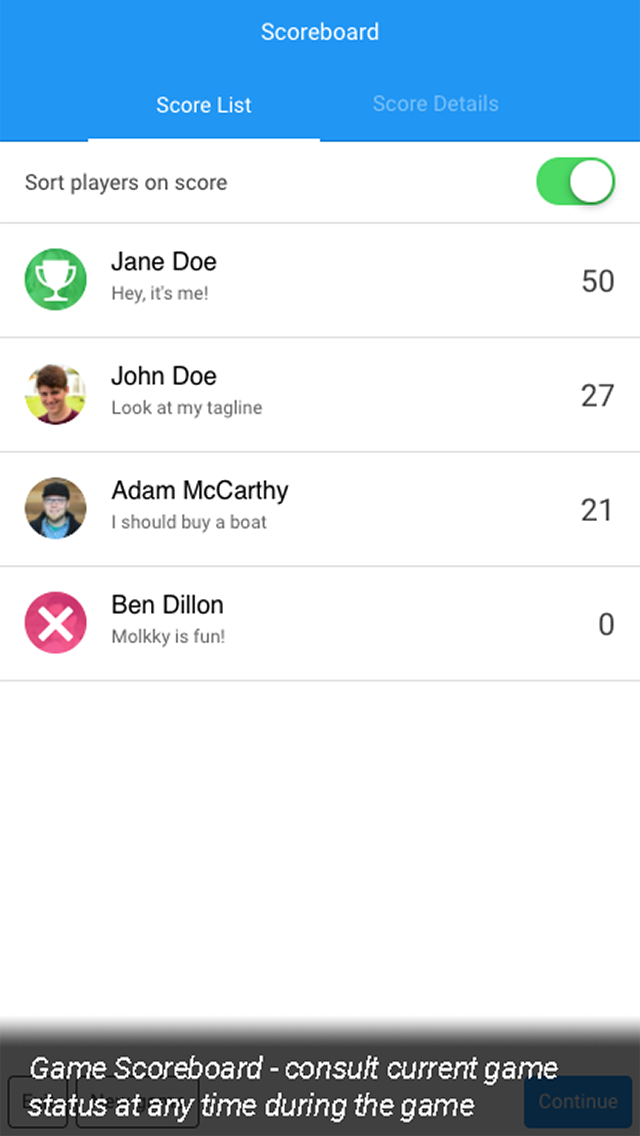 Scoreboard
Score List
Score Details
Sort players on score
Jane Doe
Hey, it's me!
50
John Doe
Look at my tagline
27
Adam McCarthy
I should buy a boat
21
Ben Dillon
Molkky is fun!
0
Game Scoreboard - consult current game
status at any time during the game
Continue